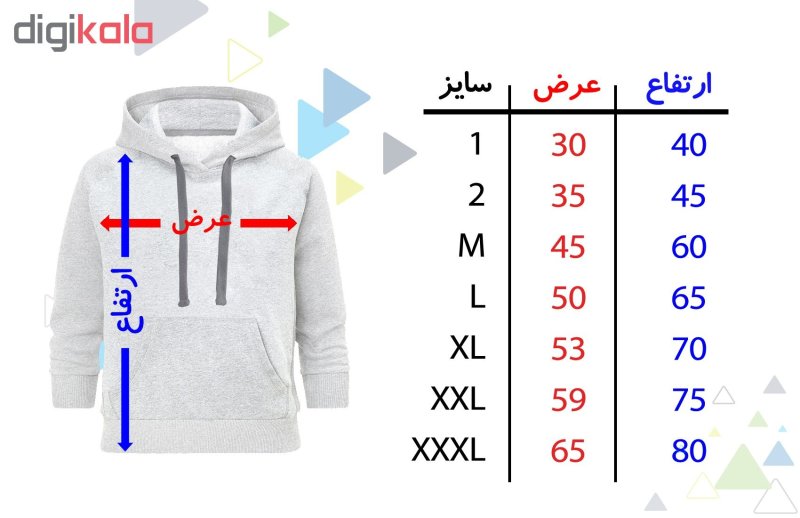 digikala
عرض
ارتفاع
سایز عرض ارتفاع
1 30 40
2 35 45
M 45 60
L 50 65
XL 53 70
XXL 59 75
XXXL 65 80